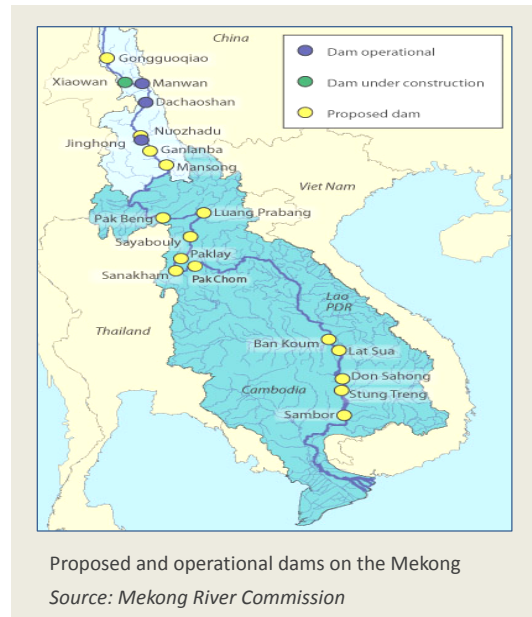 China
Gongguoqiao
Dam operational
Dam under construction
Proposed dam
Xiaowan
Manwan
Dachaoshan
Nuozhadu
Jinghong
Ganlanba
Mansong
Viet Nam
Pak Beng
Luang Prabang
Sayabouly
Paklay
Sanakham
Pak Chom
Lao
PDR
Thailand
Ban Koum
Lat Sua
Don Sahong
Cambodia
Stung Treng
Sambor
Proposed and operational dams on the Mekong
Source: Mekong River Commission